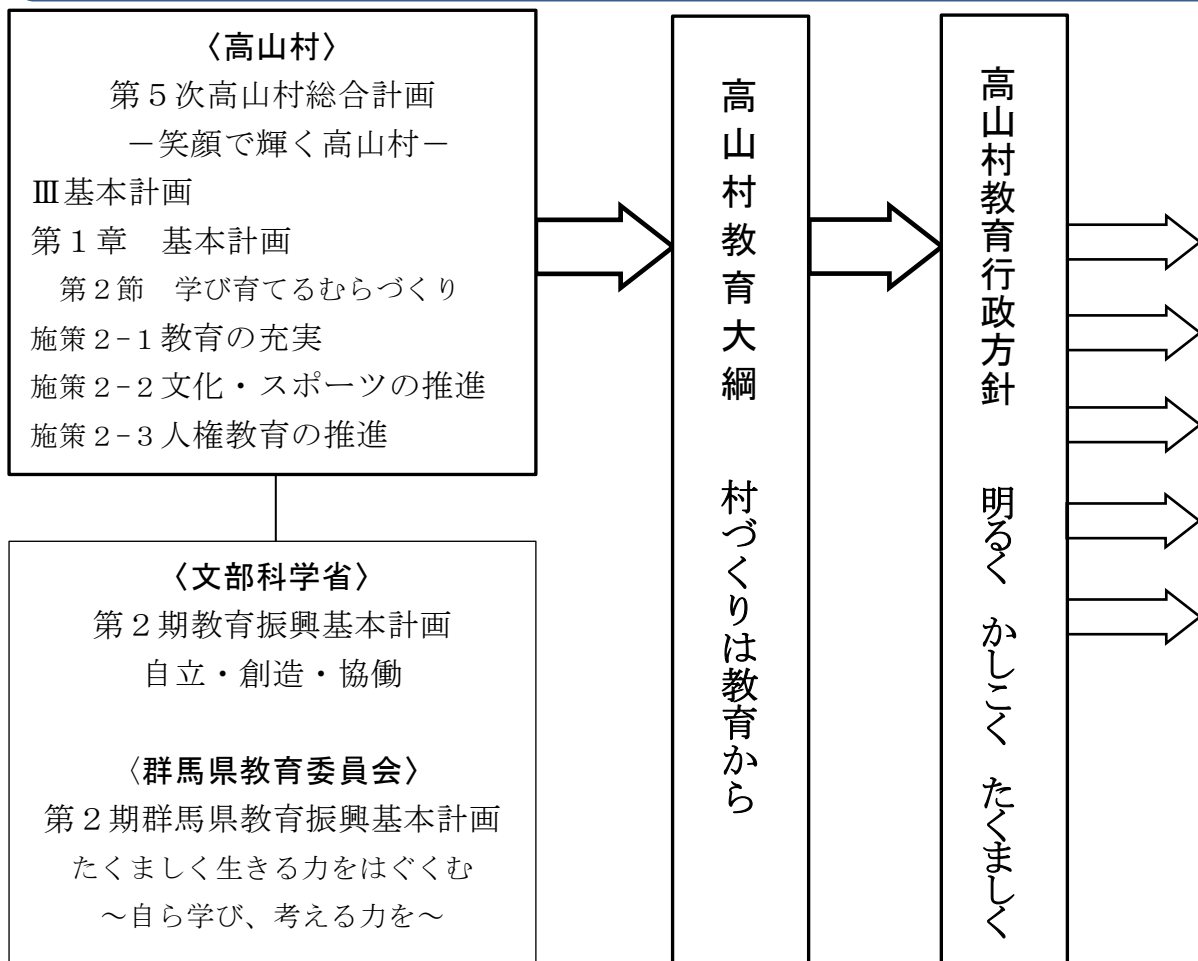 〈高山村〉
第５次高山村総合計画
－笑顔で輝く高山村－
Ⅲ基本計画
第１章　基本計画
第２節　学び育てるむらづくり
施策２-１教育の充実
施策２-２文化・スポーツの推進
施策２-３人権教育の推進
〈文部科学省〉
第２期教育振興基本計画
自立・創造・協働
〈群馬県教育委員会〉
第２期群馬県教育振興基本計画
たくましく生きる力をはぐくむ
～自ら学び、考える力を～
高山村教育大綱　村づくりは教育から
高山村教育行政方針　明るく　かしこく　たくましく